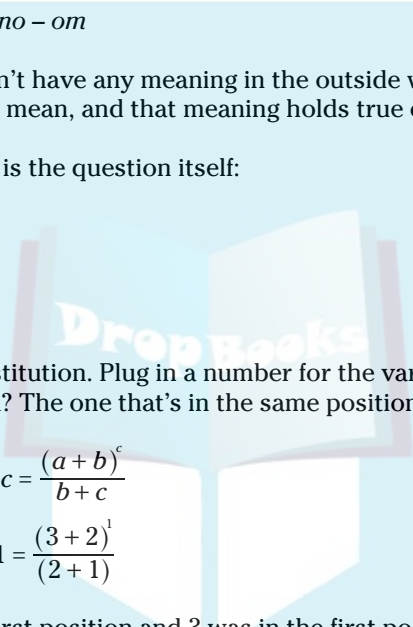 no – om
n't have any meaning in the outside
mean, and that meaning holds true
is the question itself:
Drop Books
stitution. Plug in a number for the var
? The one that's in the same position
c = (a + b)^c / b + c
1 = (3 + 2)^1 / (2 + 1)
rst position and 3 was in the first po